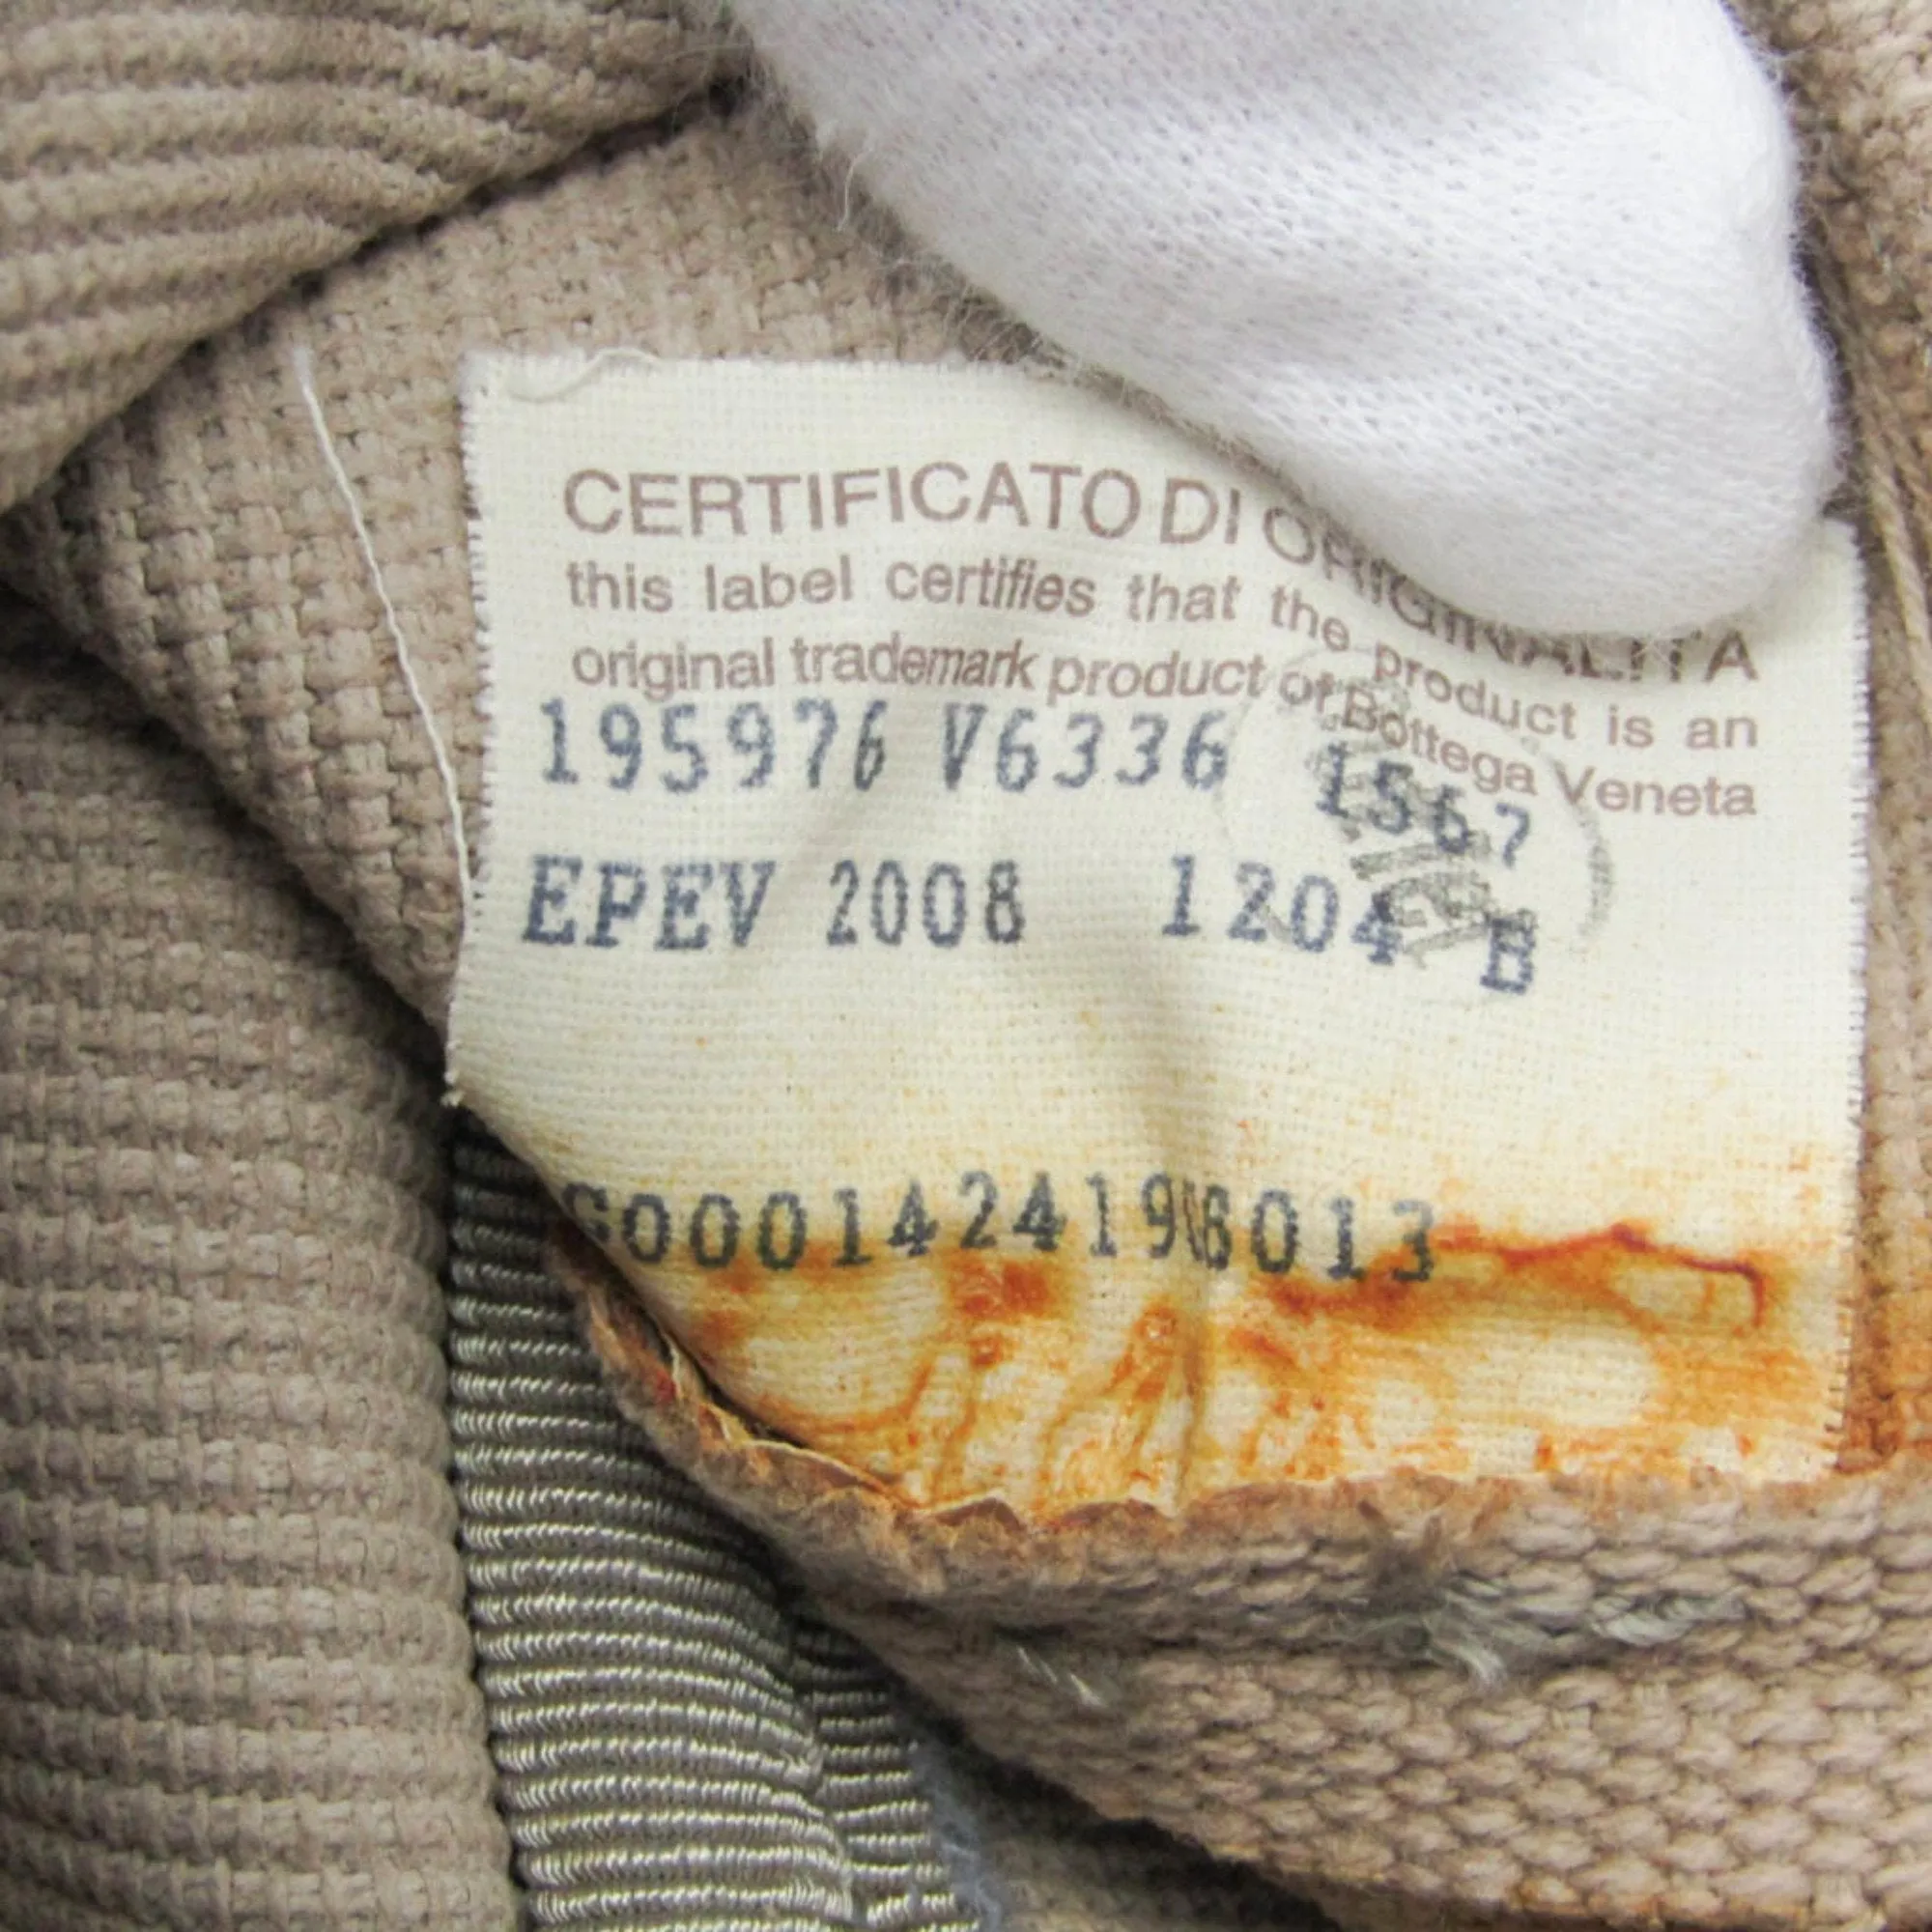 CERTIFICATO DI ORIGINALITA
this label certifies that the product is an
original trademark product of Bottega Veneta
195976 V6336 1567
EPEV 2008 1204 B